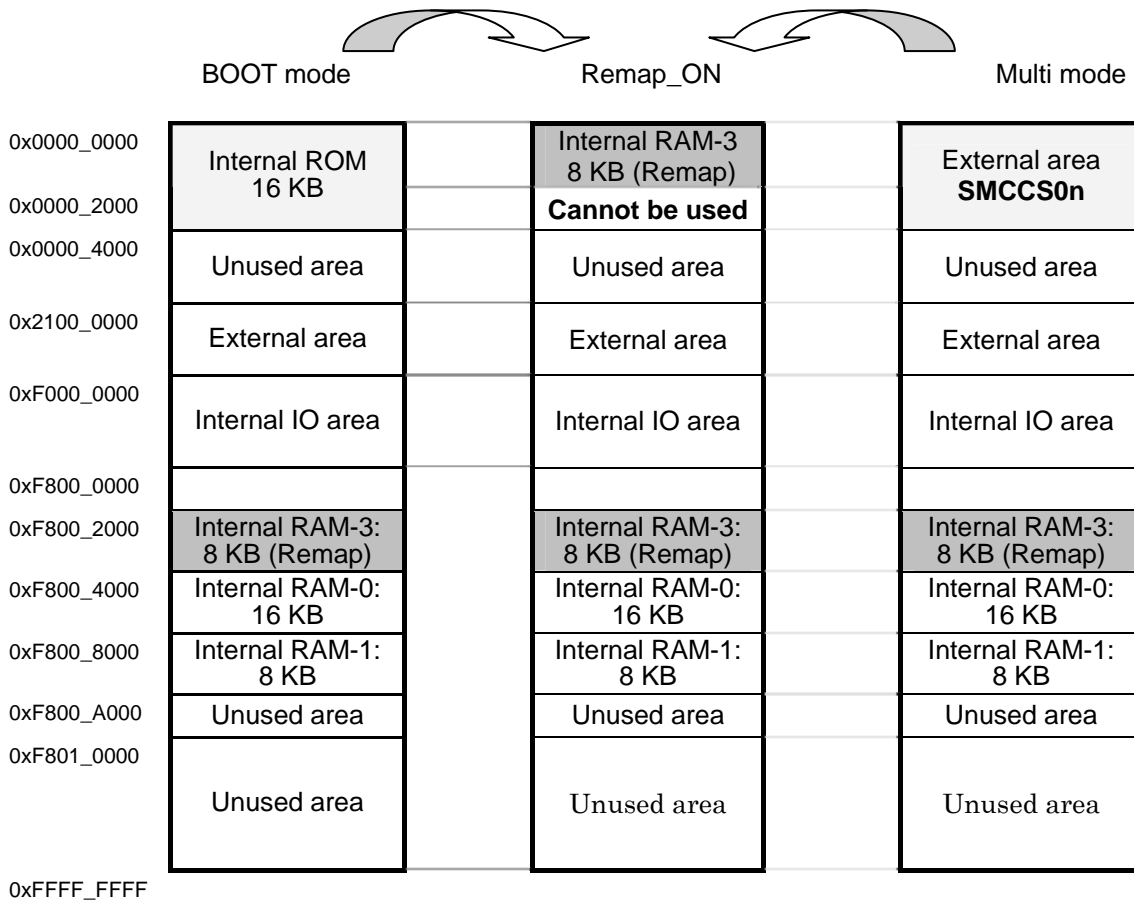 BOOT mode Remap_ON Multi mode
0x0000_0000
Internal ROM
16 KB
Internal RAM-3
8 KB (Remap)
External area
SMCCS0n
0x0000_2000
Cannot be used
0x0000_4000
Unused area Unused area Unused area
0x2100_0000
External area External area External area
0xF000_0000
Internal IO area Internal IO area Internal IO area
0xF800_0000
0xF800_2000
Internal RAM-3:
8 KB (Remap)
Internal RAM-3:
8 KB (Remap)
Internal RAM-3:
8 KB (Remap)
0xF800_4000
Internal RAM-0:
16 KB
Internal RAM-0:
16 KB
Internal RAM-0:
16 KB
0xF800_8000
Internal RAM-1:
8 KB
Internal RAM-1:
8 KB
Internal RAM-1:
8 KB
0xF800_A000
Unused area Unused area Unused area
0xF801_0000
Unused area Unused area Unused area
0xFFFF_FFFF